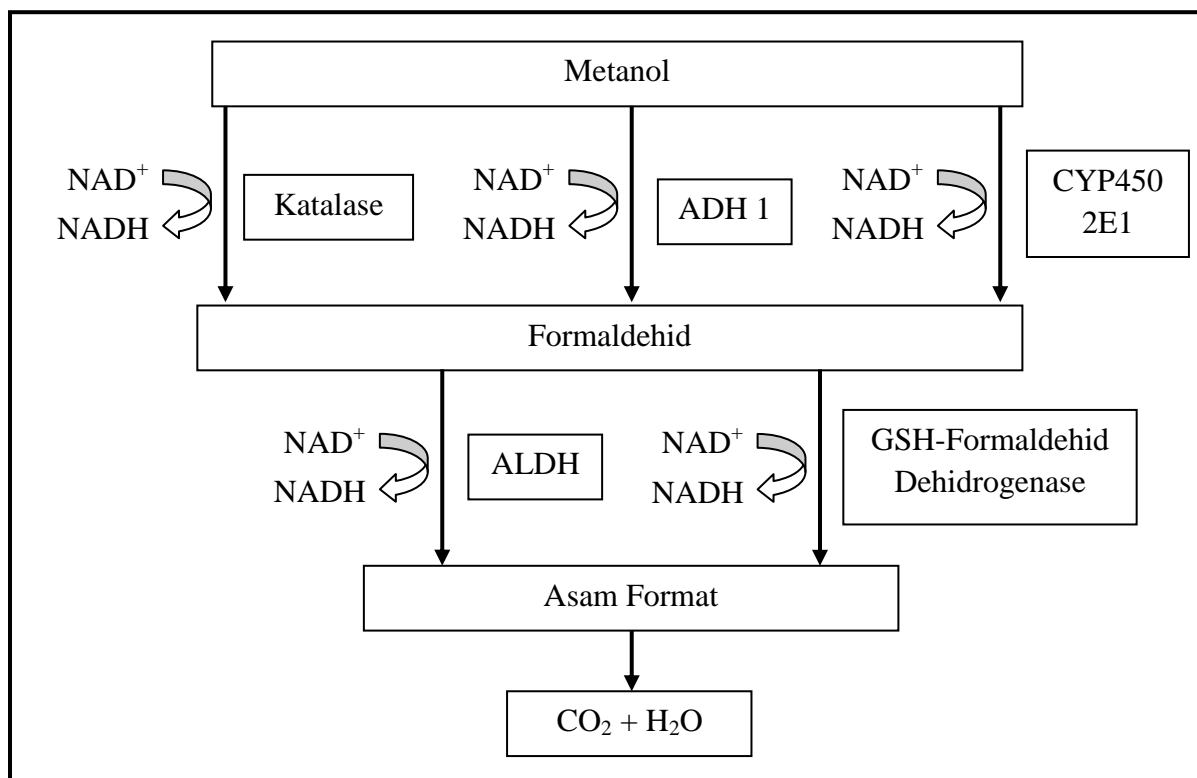 Metanol
NAD⁺
NADH
Katalase
NAD⁺
NADH
ADH 1
NAD⁺
NADH
CYP450
2E1
Formaldehid
NAD⁺
NADH
ALDH
NAD⁺
NADH
GSH-Formaldehid
Dehidrogenase
Asam Format
CO₂ + H₂O